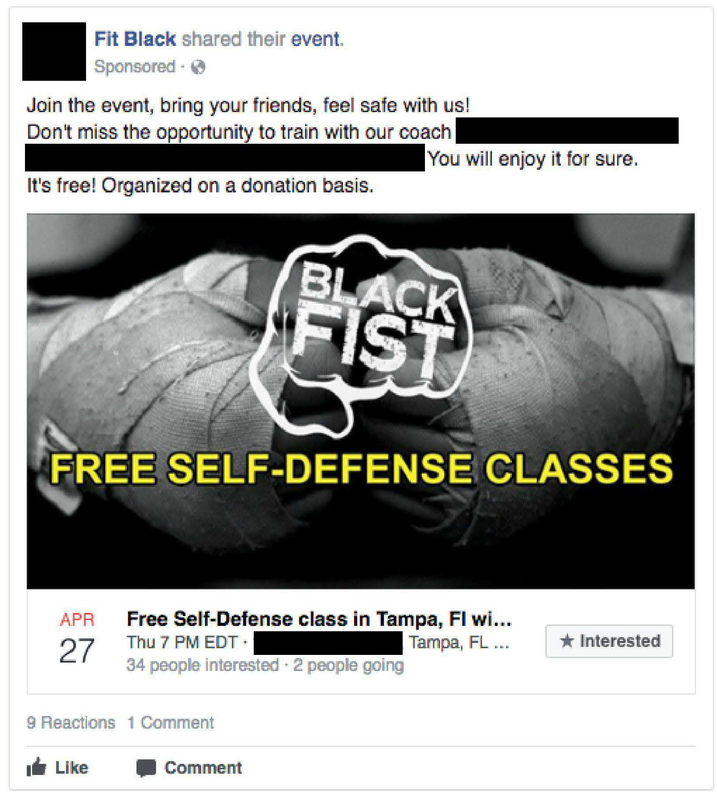 Fit Black shared their event.
Sponsored ·
Join the event, bring your friends, feel safe with us!
Don't miss the opportunity to train with our coach
You will enjoy it for sure.
It's free! Organized on a donation basis.
BLACK
FIST
FREE SELF-DEFENSE CLASSES
APR
27
Free Self-Defense class in Tampa, Fl wi...
Thu 7 PM EDT · Tampa, FL ...
34 people interested · 2 people going
Interested
9 Reactions 1 Comment
Like Comment